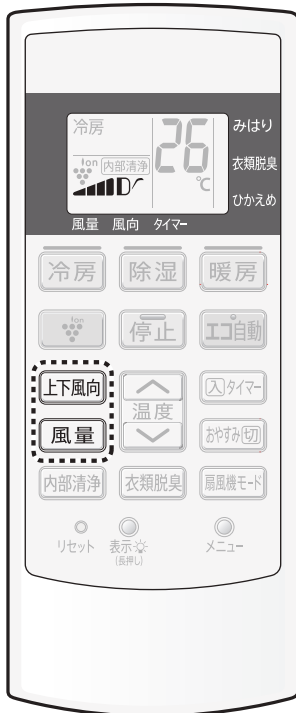 冷房 26℃ みはり
ion 内部清浄 衣類脱臭
ひかえめ
風量 風向 タイマー
冷房 除湿 暖房
ion 停止 エコ自動
上下風向 温度 入タイマー
風量 おやすみ切
内部清浄 衣類脱臭 扇風機モード
リセット 表示 メニュー
(長押し)